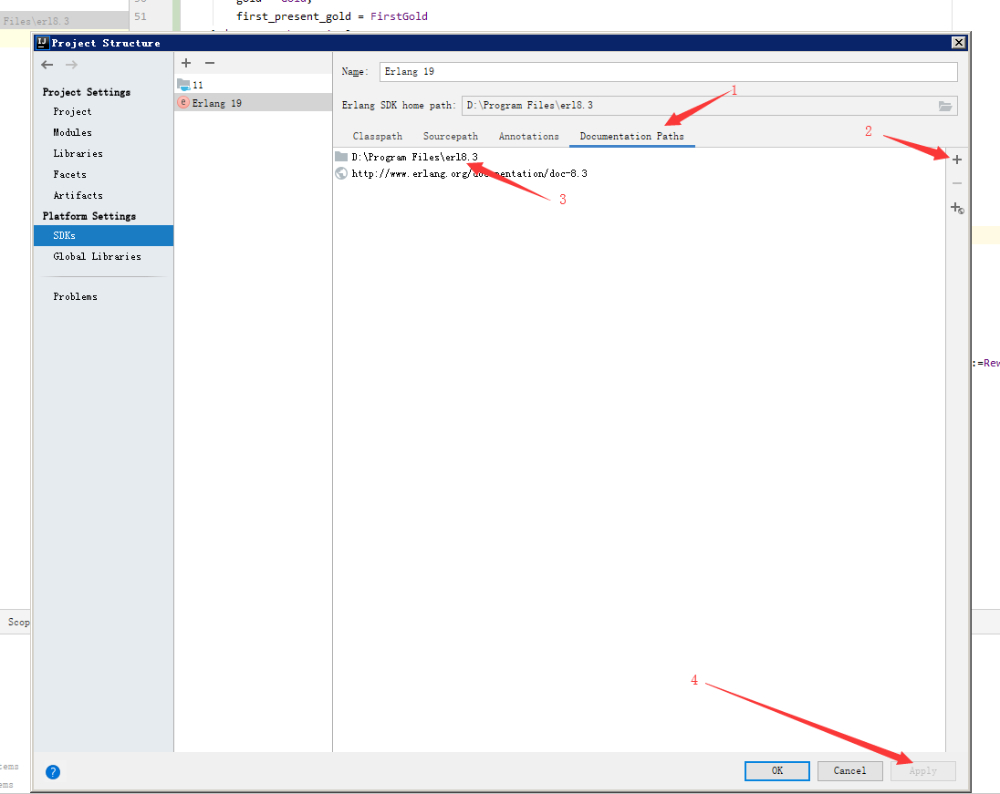 50
gold = Gold,
Files\erl8.3
51
first_present_gold = FirstGold
Project Structure
Project Settings
Project
Modules
Libraries
Facets
Artifacts
Platform Settings
SDKs
Global Libraries
Problems
11
e Erlang 19
Name: Erlang 19
Erlang SDK home path: D:\Program Files\erl8.3
1
Classpath Sourcepath Annotations Documentation Paths
2
D:\Program Files\erl8.3
http://www.erlang.org/documentation/doc-8.3
3
:=Rew
Scop
4
tems
ems
? OK Cancel Apply